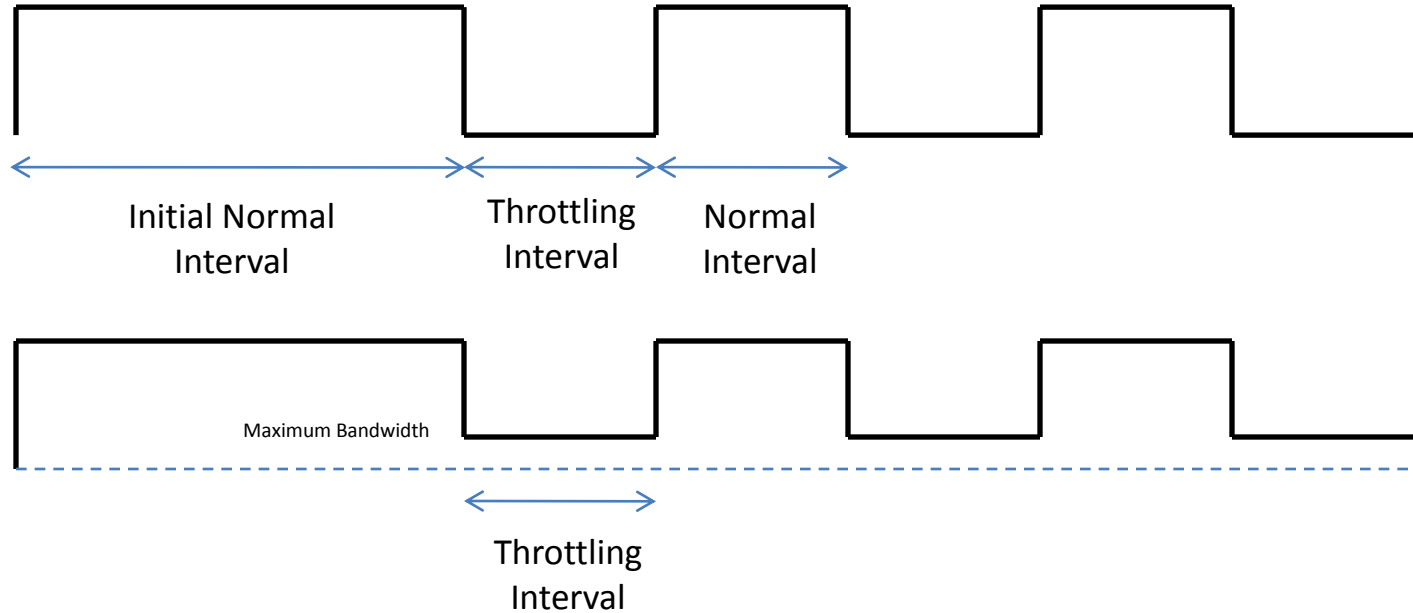 Initial Normal
Interval
Throttling
Interval
Normal
Interval
Maximum Bandwidth
Throttling
Interval